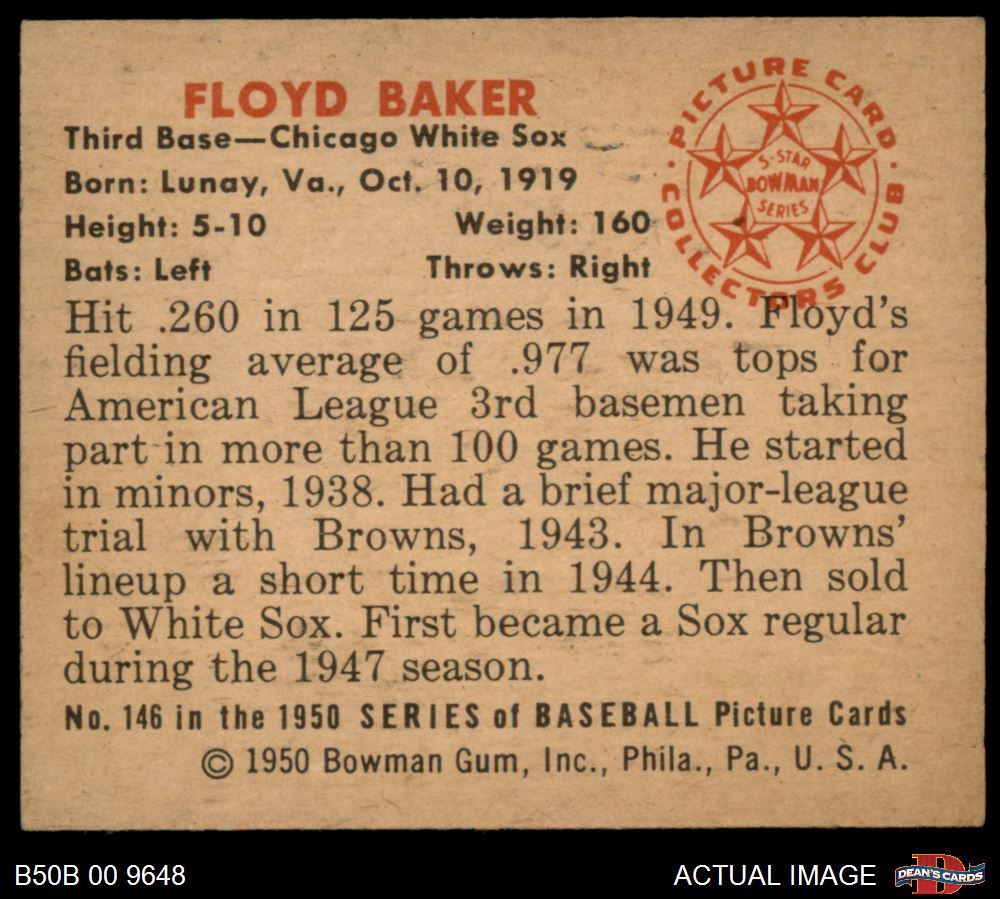 FLOYD BAKER
Third Base—Chicago White Sox
Born: Lunay, Va., Oct. 10, 1919
Height: 5-10 Weight: 160
Bats: Left Throws: Right
PICTURE CARD
COLLECTORS CLUB
5-STAR
BOWMAN
SERIES
Hit .260 in 125 games in 1949. Floyd's
fielding average of .977 was tops for
American League 3rd basemen taking
part in more than 100 games. He started
in minors, 1938. Had a brief major-league
trial with Browns, 1943. In Browns'
lineup a short time in 1944. Then sold
to White Sox. First became a Sox regular
during the 1947 season.
No. 146 in the 1950 SERIES of BASEBALL Picture Cards
© 1950 Bowman Gum, Inc., Phila., Pa., U. S. A.
B50B 00 9648
ACTUAL IMAGE
D
DEAN'S CARDS